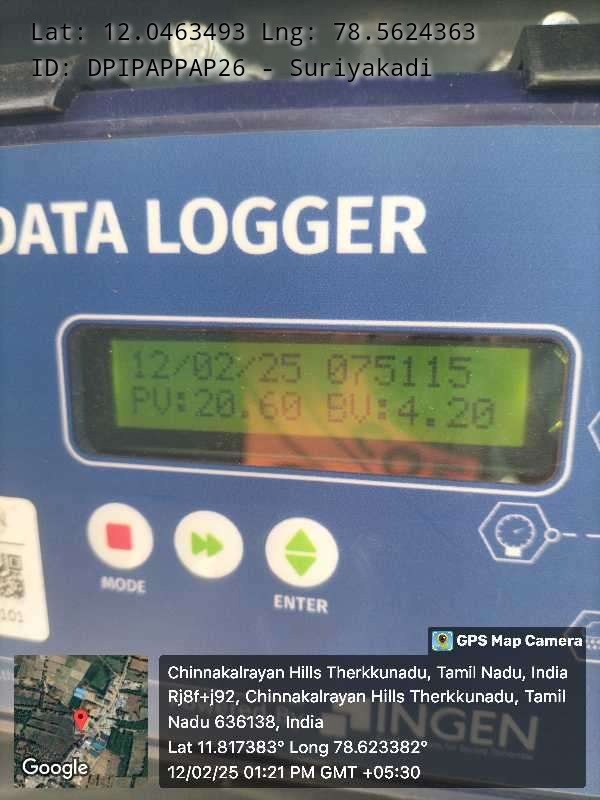 Lat: 12.0463493 Lng: 78.5624363
ID: DPIPAPPAP26 - Suriyakadi
DATA LOGGER
12/02/25 075115
PV:20.60 BV:4.20
MODE
ENTER
101
GPS Map Camera
Chinnakalrayan Hills Therkkunadu, Tamil Nadu, India
Rj8f+j92, Chinnakalrayan Hills Therkkunadu, Tamil
Nadu 636138, India
Lat 11.817383° Long 78.623382°
12/02/25 01:21 PM GMT +05:30
Google
INGEN